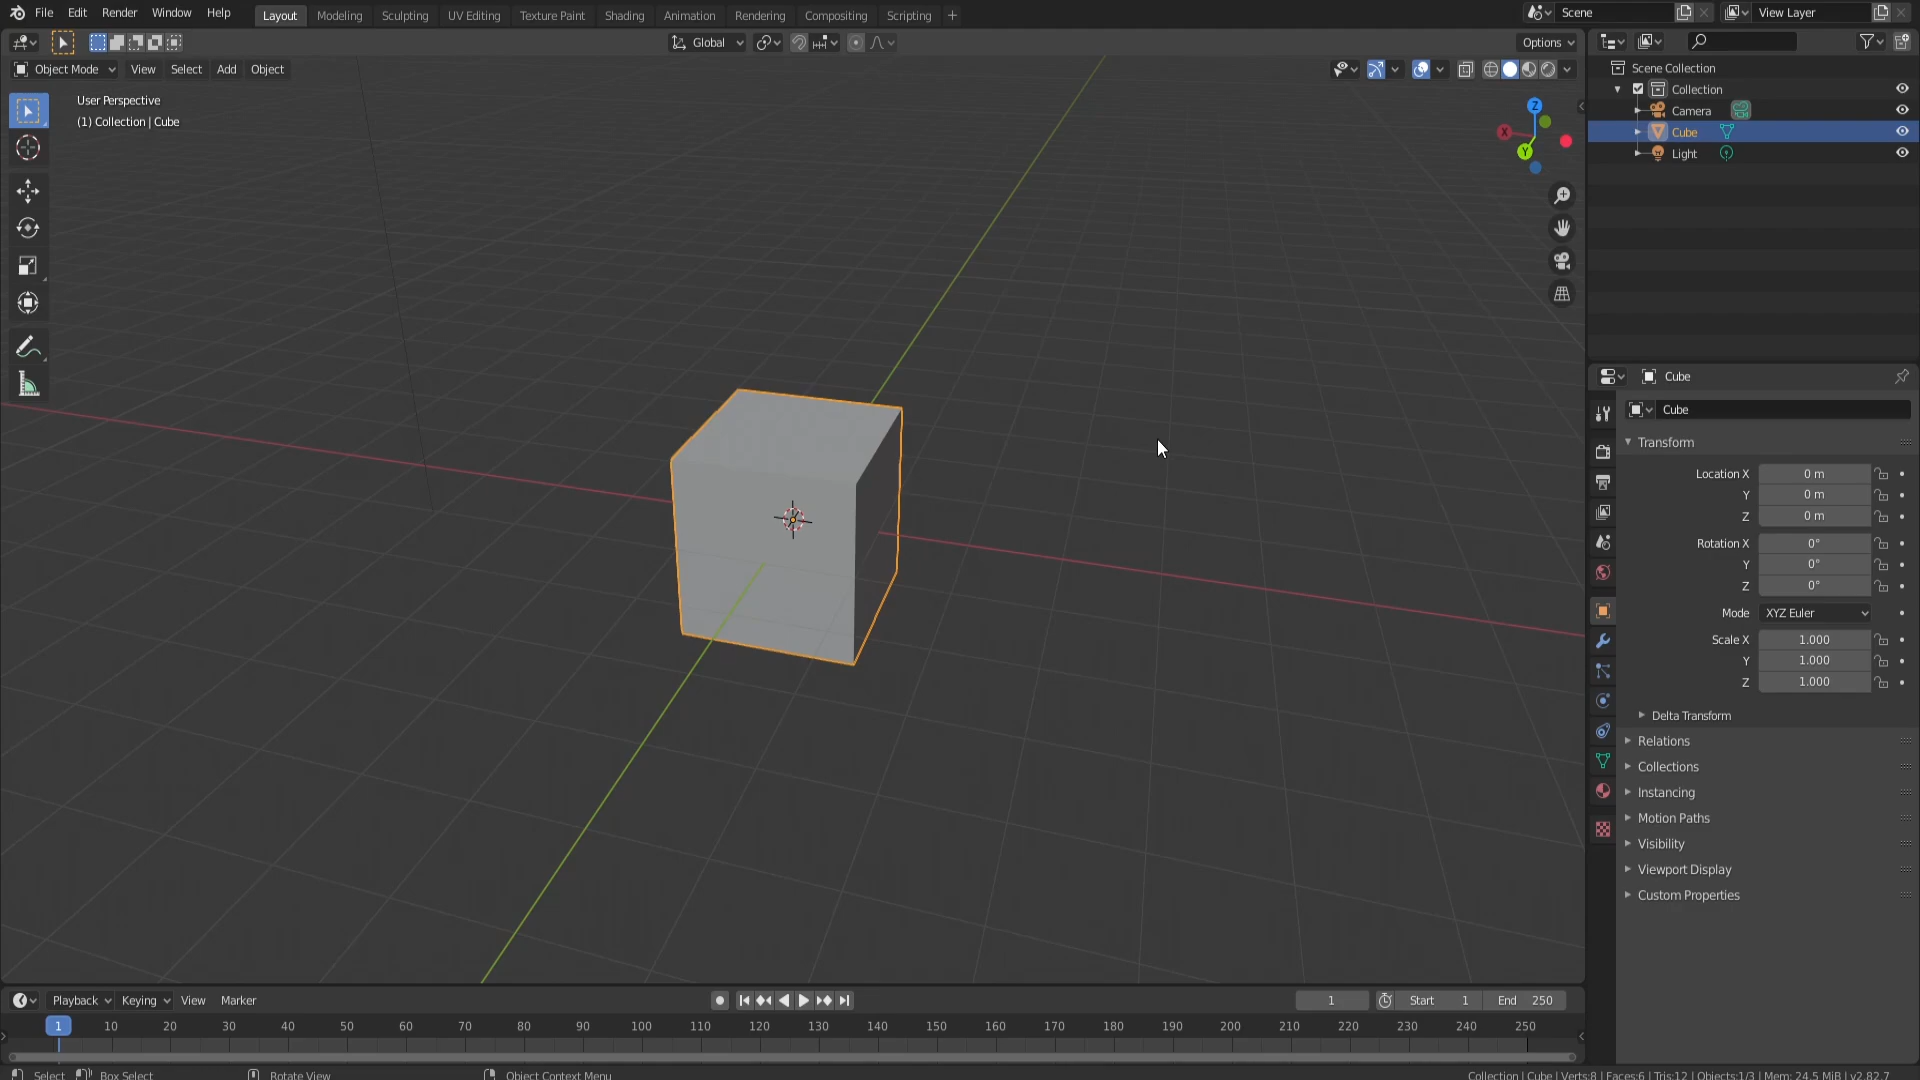 File Edit Render Window Help Layout Modeling Sculpting UV Editing Texture Paint Shading Animation Rendering Compositing Scripting + Scene View Layer
Global Options
Object Mode View Select Add Object
User Perspective
(1) Collection | Cube
Z
X
Y
Scene Collection
Collection
Camera
Cube
Light
Cube
Cube
Transform
Location X 0 m
Y 0 m
Z 0 m
Rotation X 0°
Y 0°
Z 0°
Mode XYZ Euler
Scale X 1.000
Y 1.000
Z 1.000
Delta Transform
Relations
Collections
Instancing
Motion Paths
Visibility
Viewport Display
Custom Properties
Playback Keying View Marker 1 Start 1 End 250
1 10 20 30 40 50 60 70 80 90 100 110 120 130 140 150 160 170 180 190 200 210 220 230 240 250
Select Box Select Rotate View Object Context Menu Collection | Cube | Verts:8 | Faces:6 | Tris:12 | Objects:1/3 | Mem: 24.5 MiB | v2.82.7